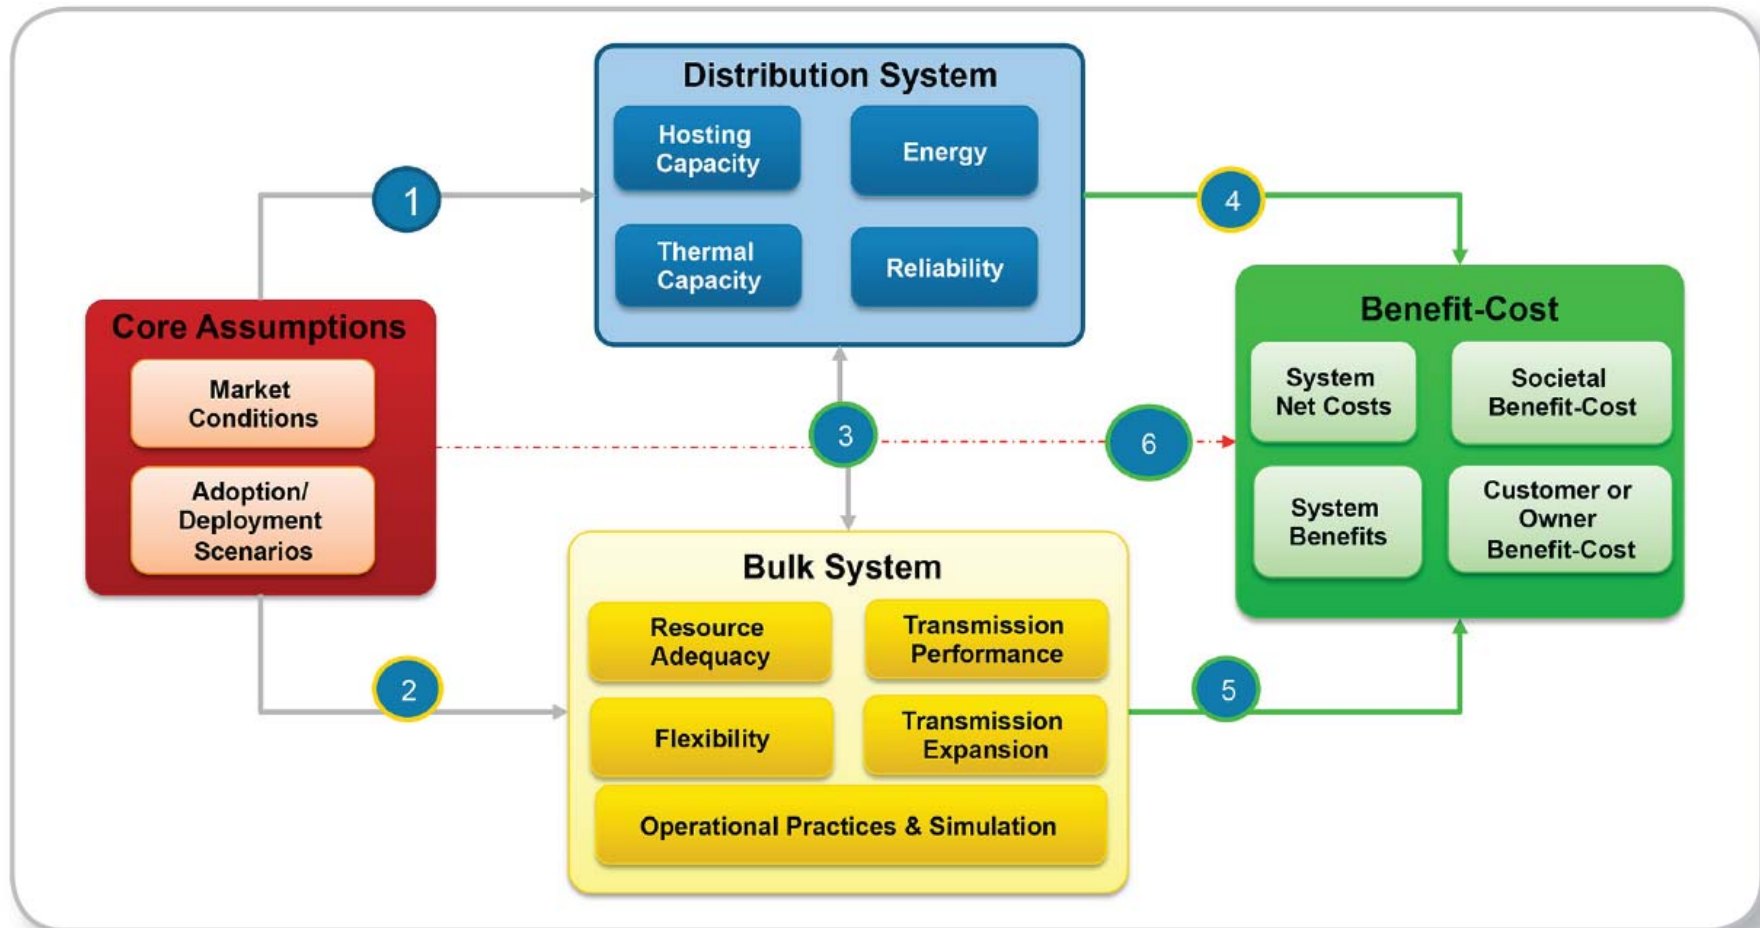 Distribution System
Hosting
Capacity
Energy
Thermal
Capacity
Reliability
1
4
Core Assumptions
Market
Conditions
Adoption/
Deployment
Scenarios
3
6
Benefit-Cost
System
Net Costs
Societal
Benefit-Cost
System
Benefits
Customer or
Owner
Benefit-Cost
2
5
Bulk System
Resource
Adequacy
Transmission
Performance
Flexibility
Transmission
Expansion
Operational Practices & Simulation